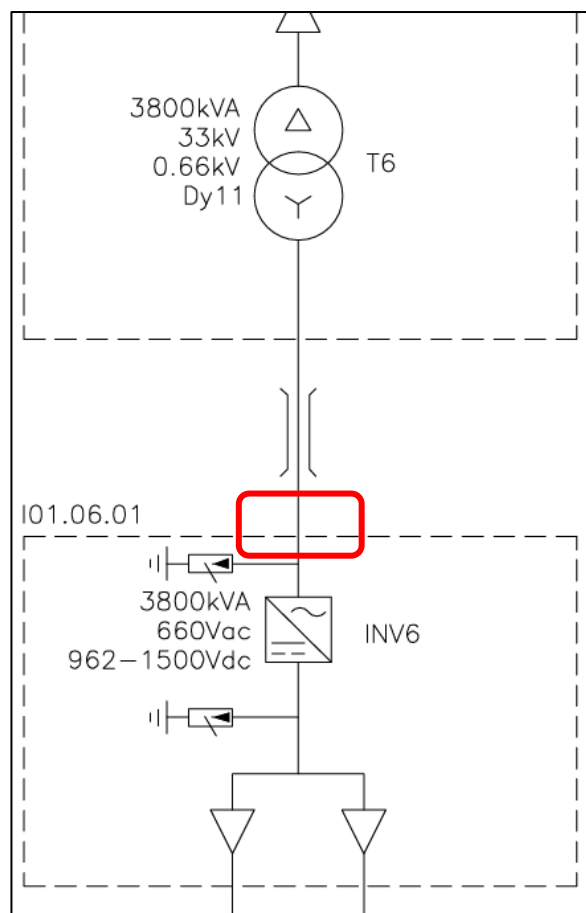 3800kVA
33kV
0.66kV
Dy11
T6
I01.06.01
3800kVA
660Vac
962-1500Vdc
INV6